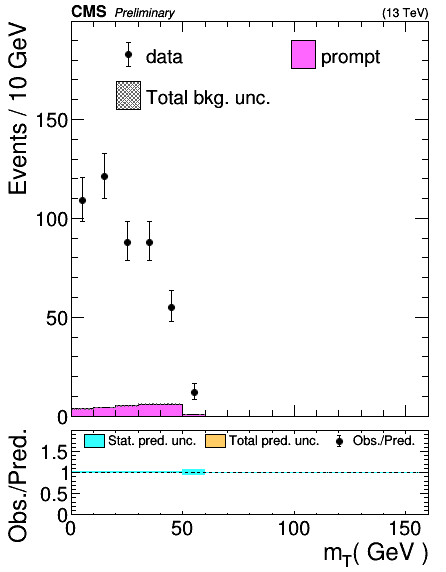 CMS Preliminary (13 TeV)
data prompt
Total bkg. unc.
Events / 10 GeV
150
100
50
0
Stat. pred. unc. Total pred. unc. Obs./Pred.
Obs./Pred.
1.5
1
0.5
0
0 50 100 150
m_T( GeV )